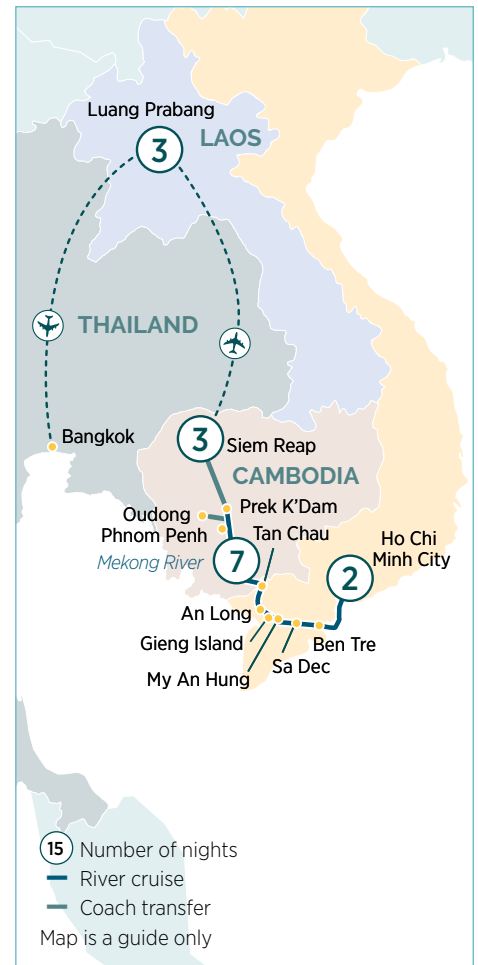 Luang Prabang
3
LAOS
THAILAND
Bangkok
3
Siem Reap
CAMBODIA
Prek K'Dam
Oudong
Phnom Penh
Tan Chau
Mekong River
7
Ho Chi
Minh City
2
An Long
Gieng Island
Ben Tre
Sa Dec
My An Hung
15 Number of nights
River cruise
Coach transfer
Map is a guide only